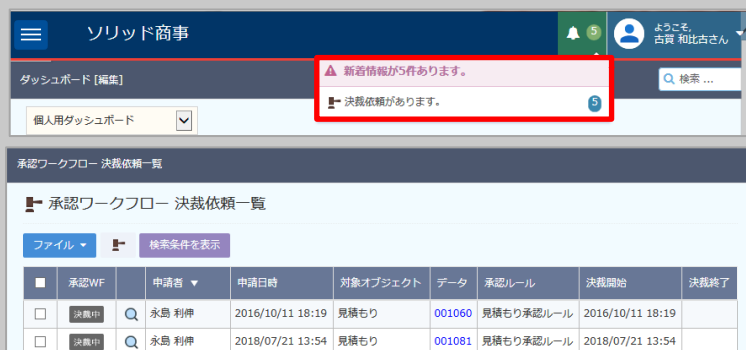 ソリッド商事
5
ようこそ,
古賀 和比古さん
ダッシュボード [編集]
新着情報が5件あります。
検索 ...
決裁依頼があります。
5
個人用ダッシュボード
承認ワークフロー 決裁依頼一覧
承認ワークフロー 決裁依頼一覧
ファイル
検索条件を表示
承認WF 申請者 ▼ 申請日時 対象オブジェクト データ 承認ルール 決裁開始 決裁終了
決裁中 永島 利伸 2016/10/11 18:19 見積もり 001060 見積もり承認ルール 2016/10/11 18:19
決裁中 永島 利伸 2018/07/21 13:54 見積もり 001081 見積もり承認ルール 2018/07/21 13:54